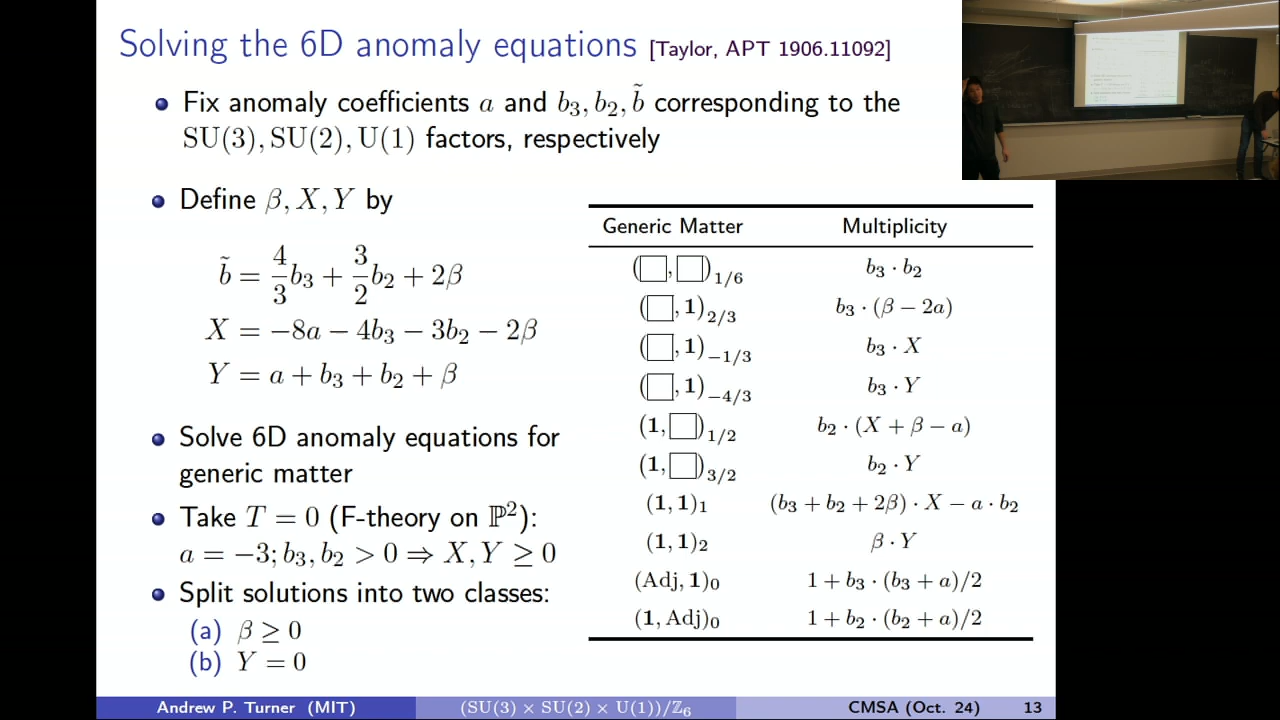 Solving the 6D anomaly equations [Taylor, APT 1906.11092]
Fix anomaly coefficients a and b₃, b₂, b̃ corresponding to the
SU(3), SU(2), U(1) factors, respectively
Define β, X, Y by
b̃ = 4/3 b₃ + 3/2 b₂ + 2β
X = −8a − 4b₃ − 3b₂ − 2β
Y = a + b₃ + b₂ + β
Solve 6D anomaly equations for
generic matter
Take T = 0 (F-theory on ℙ²):
a = −3; b₃, b₂ > 0 ⇒ X, Y ≥ 0
Split solutions into two classes:
(a) β ≥ 0
(b) Y = 0
Generic Matter Multiplicity
(□, □)₁/₆ b₃ · b₂
(□, 1)₂/₃ b₃ · (β − 2a)
(□, 1)₋₁/₃ b₃ · X
(□, 1)₋₄/₃ b₃ · Y
(1, □)₁/₂ b₂ · (X + β − a)
(1, □)₃/₂ b₂ · Y
(1, 1)₁ (b₃ + b₂ + 2β) · X − a · b₂
(1, 1)₂ β · Y
(Adj, 1)₀ 1 + b₃ · (b₃ + a)/2
(1, Adj)₀ 1 + b₂ · (b₂ + a)/2
Andrew P. Turner (MIT) (SU(3) × SU(2) × U(1))/ℤ₆ CMSA (Oct. 24) 13